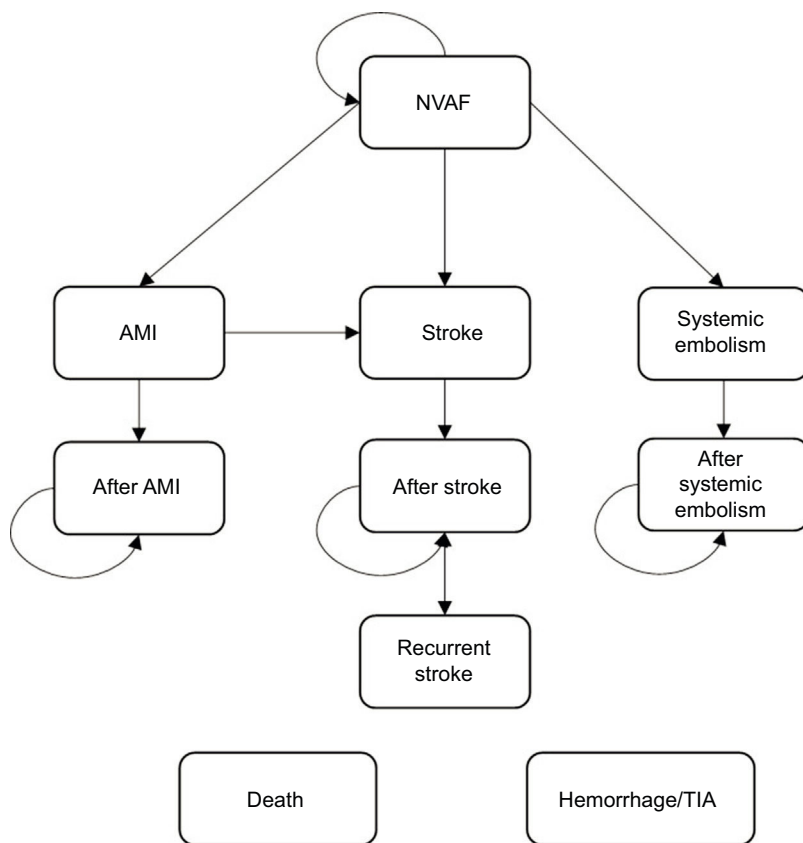 NVAF
AMI
Stroke
Systemic
embolism
After AMI
After stroke
After
systemic
embolism
Recurrent
stroke
Death
Hemorrhage/TIA